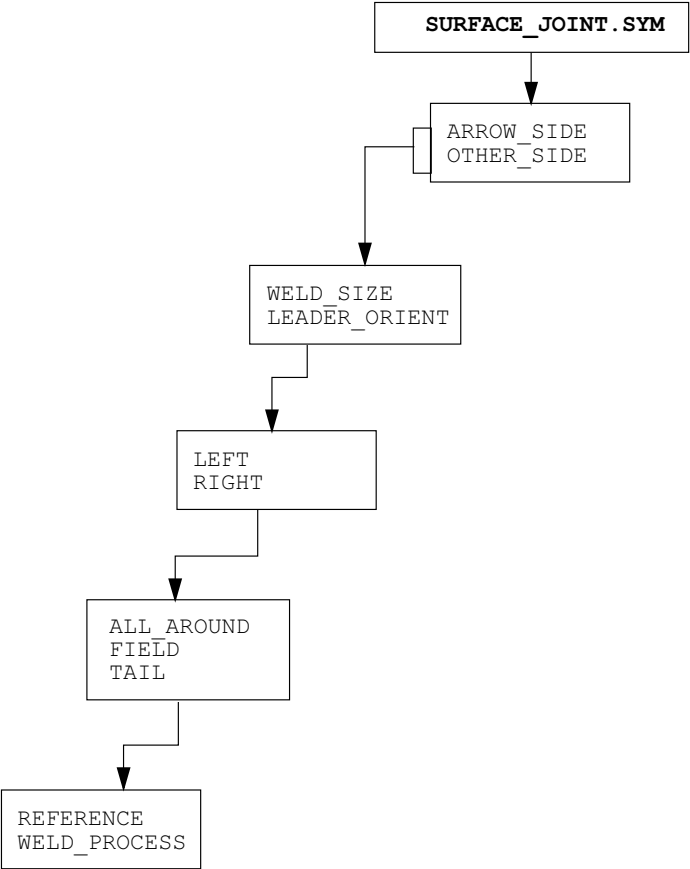 SURFACE_JOINT.SYM
ARROW_SIDE
OTHER_SIDE
WELD_SIZE
LEADER_ORIENT
LEFT
RIGHT
ALL_AROUND
FIELD
TAIL
REFERENCE
WELD_PROCESS